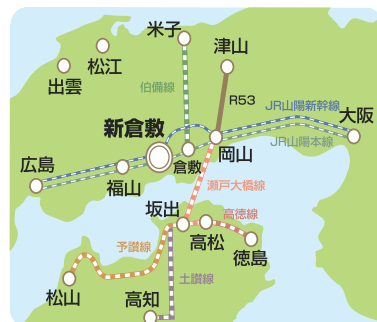 米子
津山
松江
出雲
伯備線
R53
JR山陽新幹線
大阪
新倉敷
JR山陽本線
岡山
倉敷
広島
福山
瀬戸大橋線
坂出
高徳線
高松
予讃線
徳島
土讃線
松山
高知